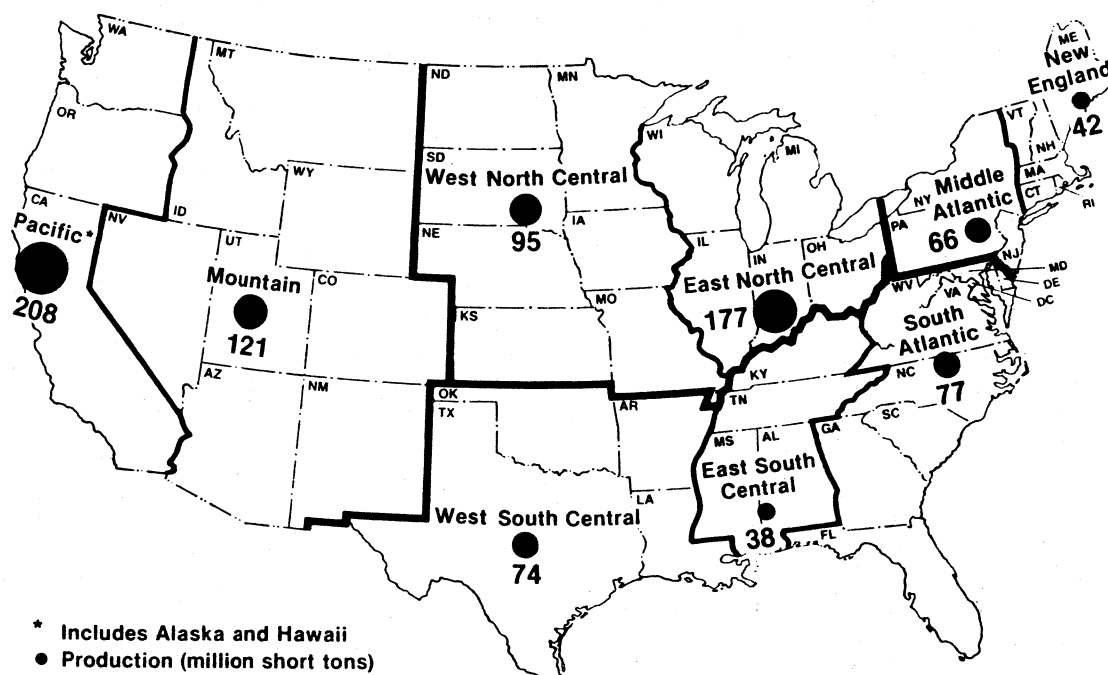 WA
MT
ND
MN
ME
New
England
42
OR
WI
MI
VT
NH
MA
CT
RI
SD
West North Central
95
WY
ID
CA
NV
Pacific*
208
UT
Mountain
121
CO
NE
IA
IL
IN
OH
East North Central
177
NY
PA
Middle
Atlantic
66
NJ
MD
DE
DC
WV
VA
South
Atlantic
77
KS
MO
KY
AZ
NM
OK
TX
AR
TN
NC
SC
MS
AL
GA
East South
Central
38
LA
FL
West South Central
74
* Includes Alaska and Hawaii
● Production (million short tons)